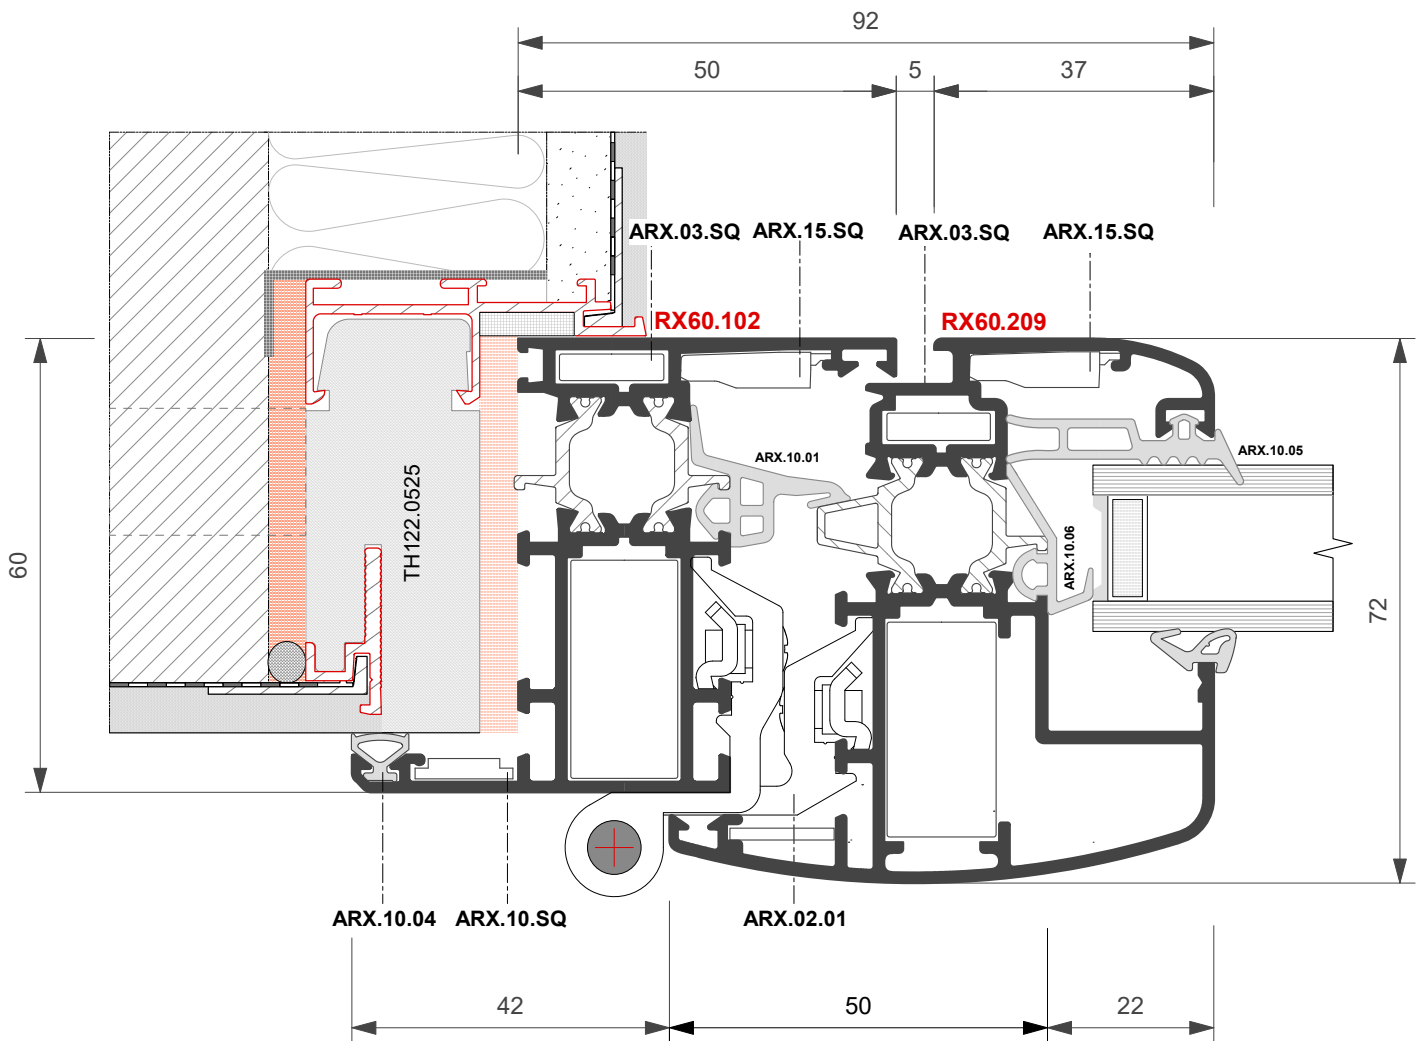 92
50
5
37
ARX.03.SQ
ARX.15.SQ
ARX.03.SQ
ARX.15.SQ
RX60.102
RX60.209
ARX.10.01
ARX.10.05
TH122.0525
ARX.10.06
60
72
ARX.10.04
ARX.10.SQ
ARX.02.01
42
50
22